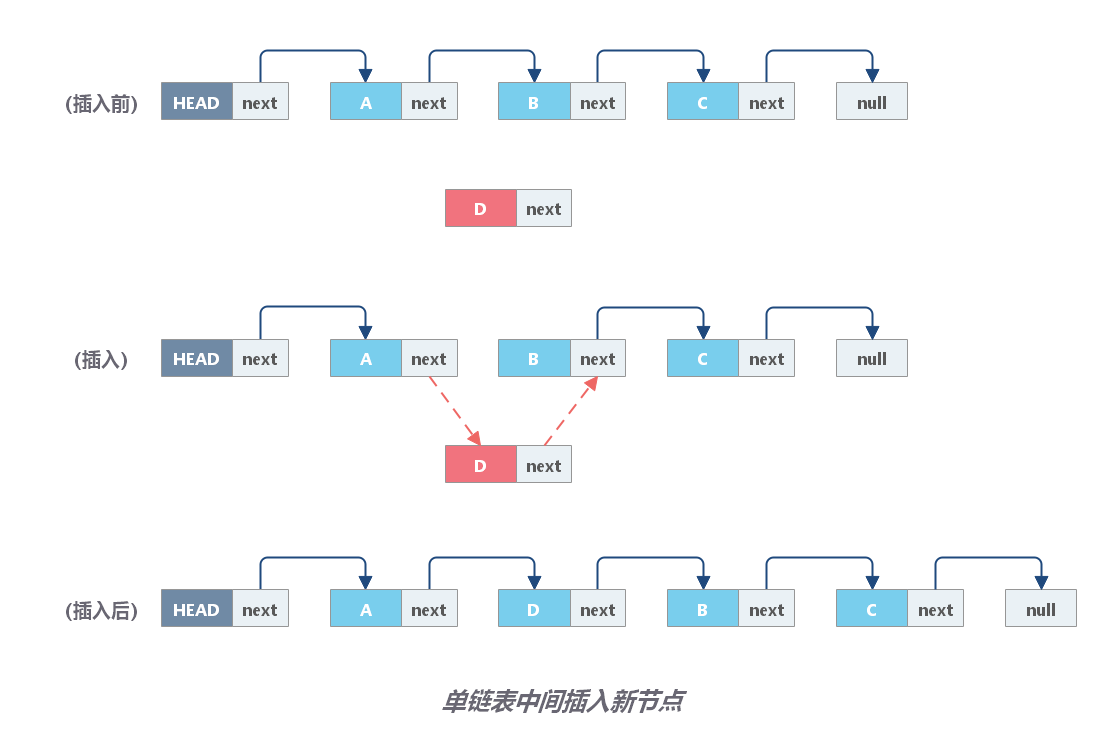 (插入前) HEAD next A next B next C next null
D next
(插入) HEAD next A next B next C next null
D next
(插入后) HEAD next A next D next B next C next null
单链表中间插入新节点